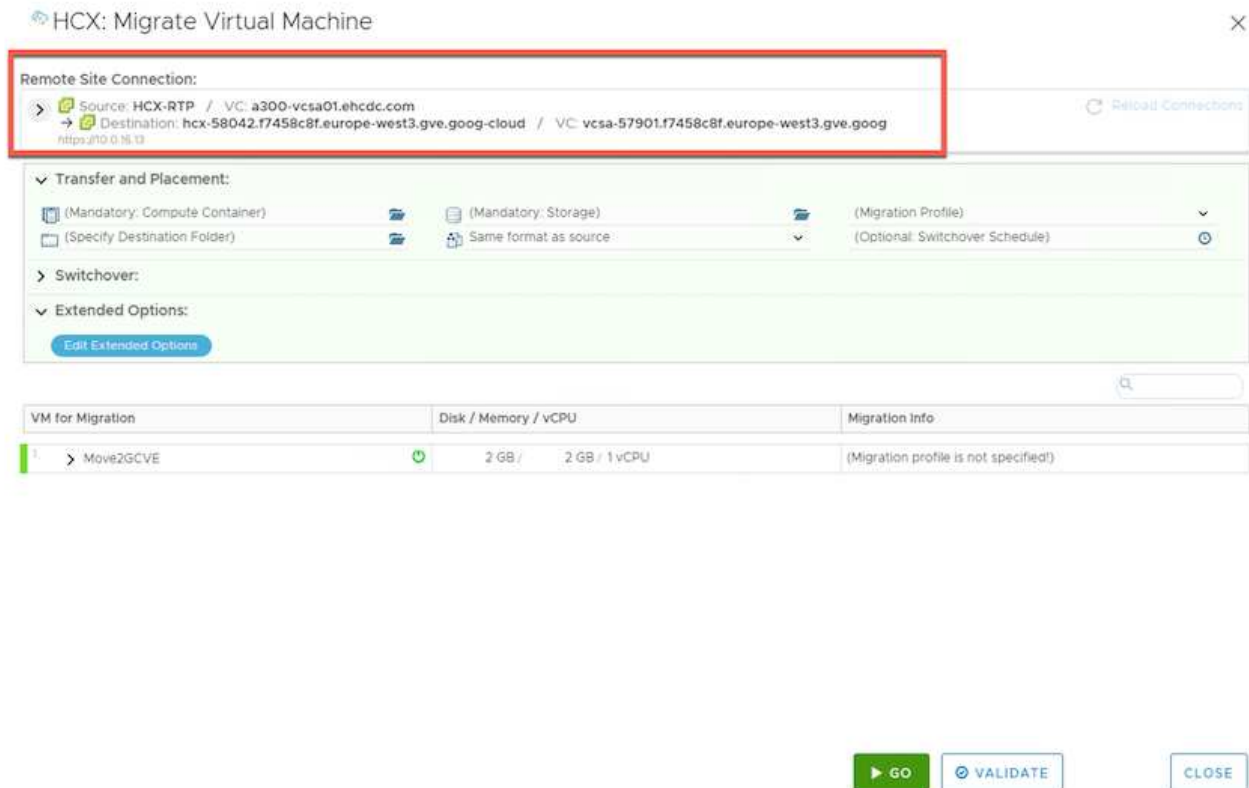 HCX: Migrate Virtual Machine
Remote Site Connection:
Source: HCX-RTP / VC: a300-vcsa01.ehcdc.com
→ Destination: hcx-58042.f7458c8f.europe-west3.gve.goog-cloud / VC: vcsa-57901.f7458c8f.europe-west3.gve.goog
https://10.0.16.13
Reload Connections
Transfer and Placement:
(Mandatory: Compute Container) (Mandatory: Storage) (Migration Profile)
(Specify Destination Folder) Same format as source (Optional: Switchover Schedule)
Switchover:
Extended Options:
Edit Extended Options
VM for Migration Disk / Memory / vCPU Migration Info
1 Move2GCVE 2 GB / 2 GB / 1 vCPU (Migration profile is not specified!)
GO VALIDATE CLOSE